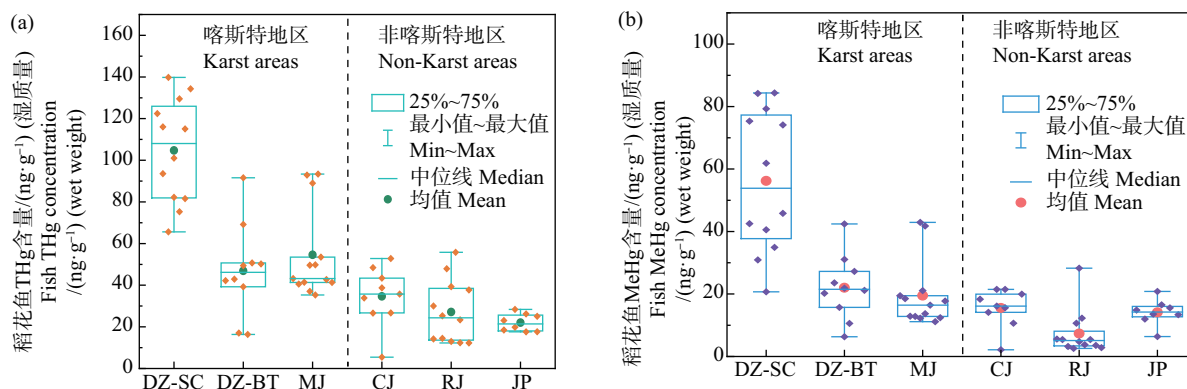 (a)
稻花鱼THg含量/(ng·g⁻¹) (湿质量)
Fish THg concentration
/(ng·g⁻¹) (wet weight)
160
140
120
100
80
60
40
20
0
喀斯特地区
Karst areas
非喀斯特地区
Non-Karst areas
25%~75%
最小值~最大值
Min~Max
中位线 Median
均值 Mean
DZ-SC
DZ-BT
MJ
CJ
RJ
JP
(b)
稻花鱼MeHg含量/(ng·g⁻¹) (湿质量)
Fish MeHg concentration
/(ng·g⁻¹) (wet weight)
100
80
60
40
20
0
喀斯特地区
Karst areas
非喀斯特地区
Non-Karst areas
25%~75%
最小值~最大值
Min~Max
中位线 Median
均值 Mean
DZ-SC
DZ-BT
MJ
CJ
RJ
JP